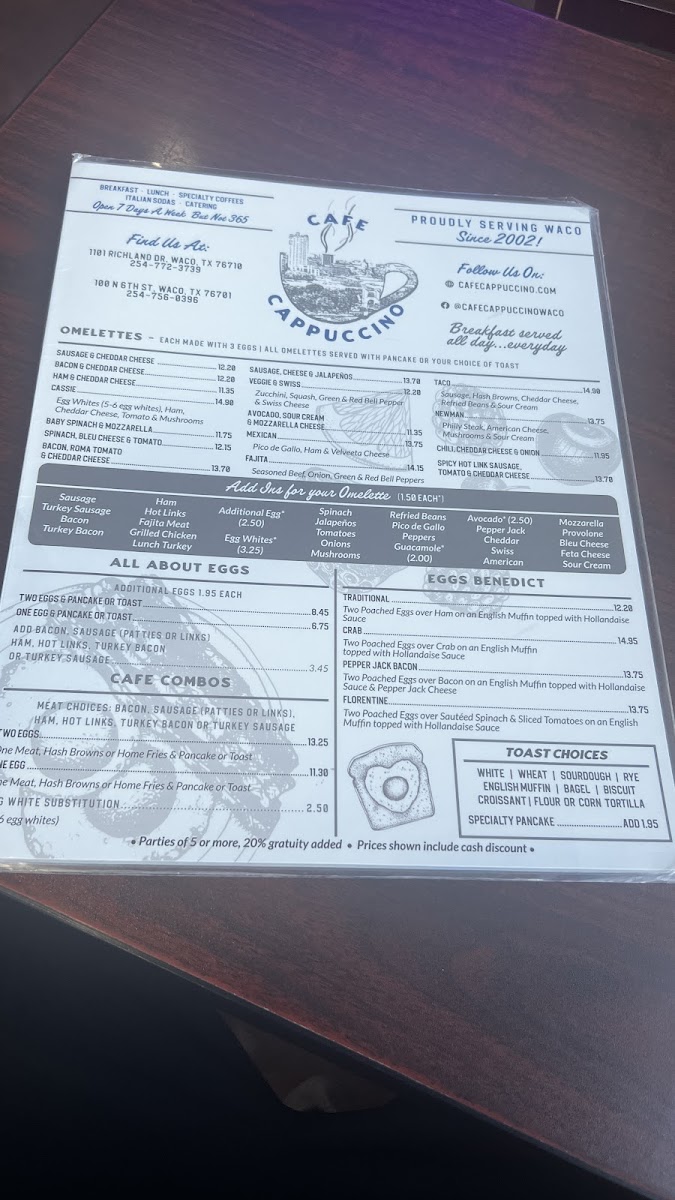 BREAKFAST · LUNCH · SPECIALTY COFFEES
ITALIAN SODAS · CATERING
Open 7 Days A Week But Not 365
Find Us At:
1101 RICHLAND DR, WACO, TX 76710
254-772-3739
100 N 6TH ST, WACO, TX 76701
254-756-0396
CAFE
CAPPUCCINO
PROUDLY SERVING WACO
Since 2002!
Follow Us On:
CAFECAPPUCCINO.COM
@CAFECAPPUCCINOWACO
Breakfast served
all day...everyday
OMELETTES - EACH MADE WITH 3 EGGS | ALL OMELETTES SERVED WITH PANCAKE OR YOUR CHOICE OF TOAST
SAUSAGE & CHEDDAR CHEESE 12.20
BACON & CHEDDAR CHEESE 12.20
HAM & CHEDDAR CHEESE 11.35
CASSIE 14.90
Egg Whites (5-6 egg whites), Ham,
Cheddar Cheese, Tomato & Mushrooms
BABY SPINACH & MOZZARELLA 11.75
SPINACH, BLEU CHEESE & TOMATO 12.15
BACON, ROMA TOMATO
& CHEDDAR CHEESE 13.70
SAUSAGE, CHEESE & JALAPEÑOS 13.70
VEGGIE & SWISS 12.20
Zucchini, Squash, Green & Red Bell Pepper
& Swiss Cheese
AVOCADO, SOUR CREAM
& MOZZARELLA CHEESE 11.35
MEXICAN 13.75
Pico de Gallo, Ham & Velveeta Cheese
FAJITA 14.15
Seasoned Beef, Onion, Green & Red Bell Peppers
TACO 14.90
Sausage, Hash Browns, Cheddar Cheese,
Refried Beans & Sour Cream
NEWMAN 13.75
Philly Steak, American Cheese,
Mushrooms & Sour Cream
CHILI, CHEDDAR CHEESE & ONION 11.95
SPICY HOT LINK SAUSAGE,
TOMATO & CHEDDAR CHEESE 13.70
Add Ins for your Omelette (1.50 EACH*)
Sausage
Turkey Sausage
Bacon
Turkey Bacon
Ham
Hot Links
Fajita Meat
Grilled Chicken
Lunch Turkey
Additional Egg*
(2.50)
Egg Whites*
(3.25)
Spinach
Jalapeños
Tomatoes
Onions
Mushrooms
Refried Beans
Pico de Gallo
Peppers
Guacamole*
(2.00)
Avocado* (2.50)
Pepper Jack
Cheddar
Swiss
American
Mozzarella
Provolone
Bleu Cheese
Feta Cheese
Sour Cream
ALL ABOUT EGGS
ADDITIONAL EGGS 1.95 EACH
TWO EGGS & PANCAKE OR TOAST 8.45
ONE EGG & PANCAKE OR TOAST 6.75
ADD BACON, SAUSAGE (PATTIES OR LINKS)
HAM, HOT LINKS, TURKEY BACON
OR TURKEY SAUSAGE 3.45
CAFE COMBOS
MEAT CHOICES: BACON, SAUSAGE (PATTIES OR LINKS),
HAM, HOT LINKS, TURKEY BACON OR TURKEY SAUSAGE
TWO EGGS 13.25
One Meat, Hash Browns or Home Fries & Pancake or Toast
NE EGG 11.30
ne Meat, Hash Browns or Home Fries & Pancake or Toast
G WHITE SUBSTITUTION 2.50
6 egg whites)
EGGS BENEDICT
TRADITIONAL 12.20
Two Poached Eggs over Ham on an English Muffin topped with Hollandaise
Sauce
CRAB 14.95
Two Poached Eggs over Crab on an English Muffin
topped with Hollandaise Sauce
PEPPER JACK BACON 13.75
Two Poached Eggs over Bacon on an English Muffin topped with Hollandaise
Sauce & Pepper Jack Cheese
FLORENTINE 13.75
Two Poached Eggs over Sautéed Spinach & Sliced Tomatoes on an English
Muffin topped with Hollandaise Sauce
TOAST CHOICES
WHITE | WHEAT | SOURDOUGH | RYE
ENGLISH MUFFIN | BAGEL | BISCUIT
CROISSANT | FLOUR OR CORN TORTILLA
SPECIALTY PANCAKE ADD 1.95
• Parties of 5 or more, 20% gratuity added • Prices shown include cash discount •